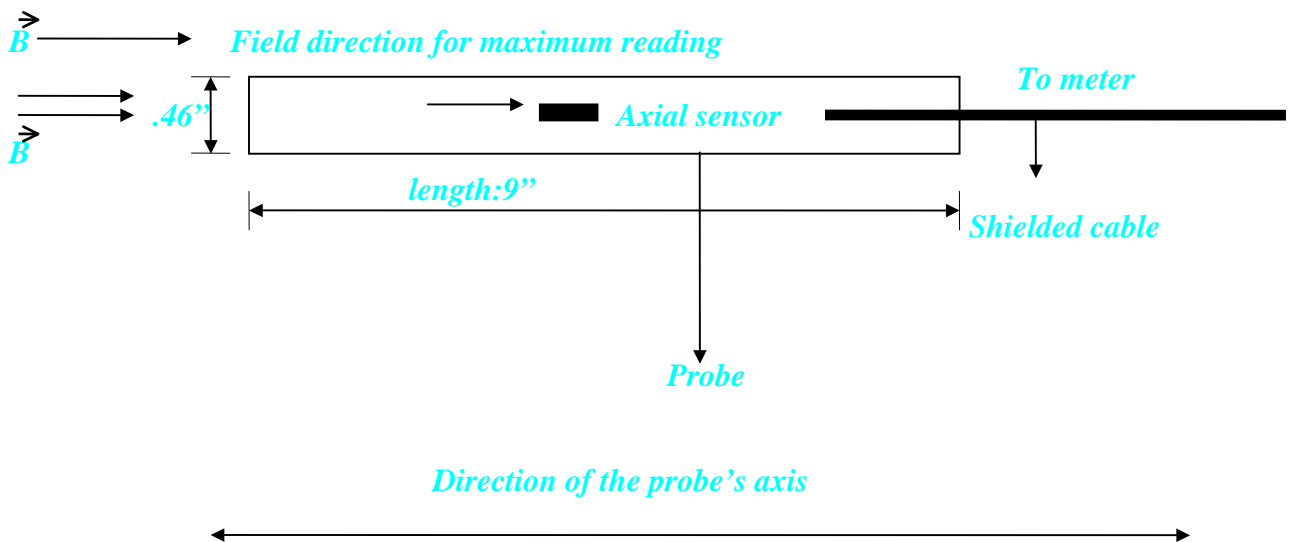 B
Field direction for maximum reading
To meter
.46”
Axial sensor
B
length:9”
Shielded cable
Probe
Direction of the probe’s axis